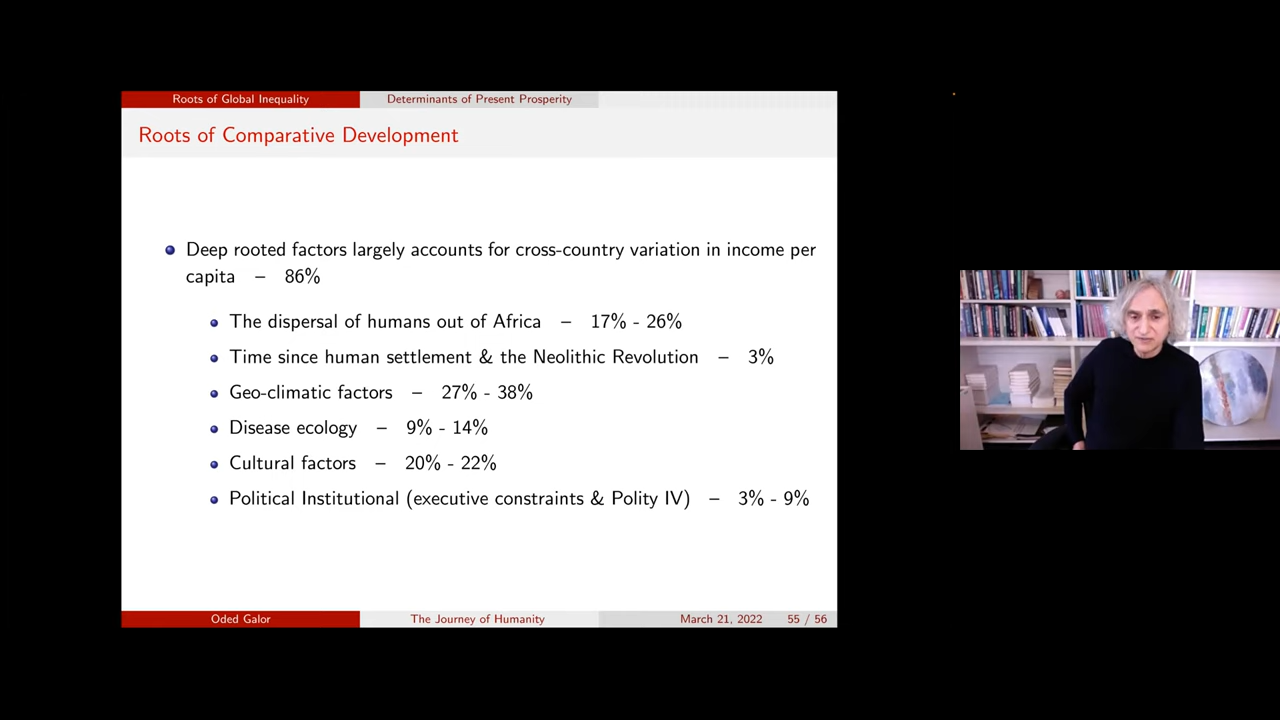 Roots of Global Inequality
Determinants of Present Prosperity
Roots of Comparative Development
Deep rooted factors largely accounts for cross-country variation in income per
capita – 86%
The dispersal of humans out of Africa – 17% - 26%
Time since human settlement & the Neolithic Revolution – 3%
Geo-climatic factors – 27% - 38%
Disease ecology – 9% - 14%
Cultural factors – 20% - 22%
Political Institutional (executive constraints & Polity IV) – 3% - 9%
Oded Galor
The Journey of Humanity
March 21, 2022 55 / 56